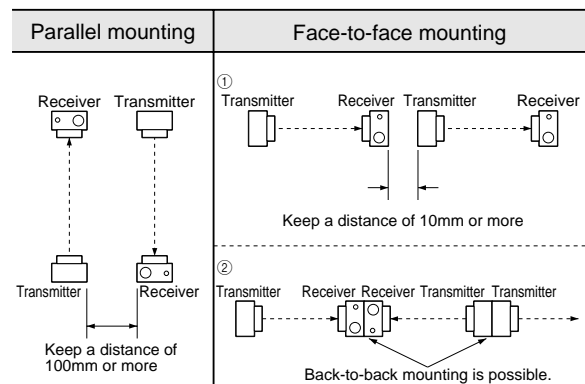 Parallel mounting
Face-to-face mounting
Receiver Transmitter
Transmitter Receiver
Keep a distance of
100mm or more
①
Transmitter Receiver Transmitter Receiver
Keep a distance of 10mm or more
②
Transmitter Receiver Receiver Transmitter Transmitter
Back-to-back mounting is possible.